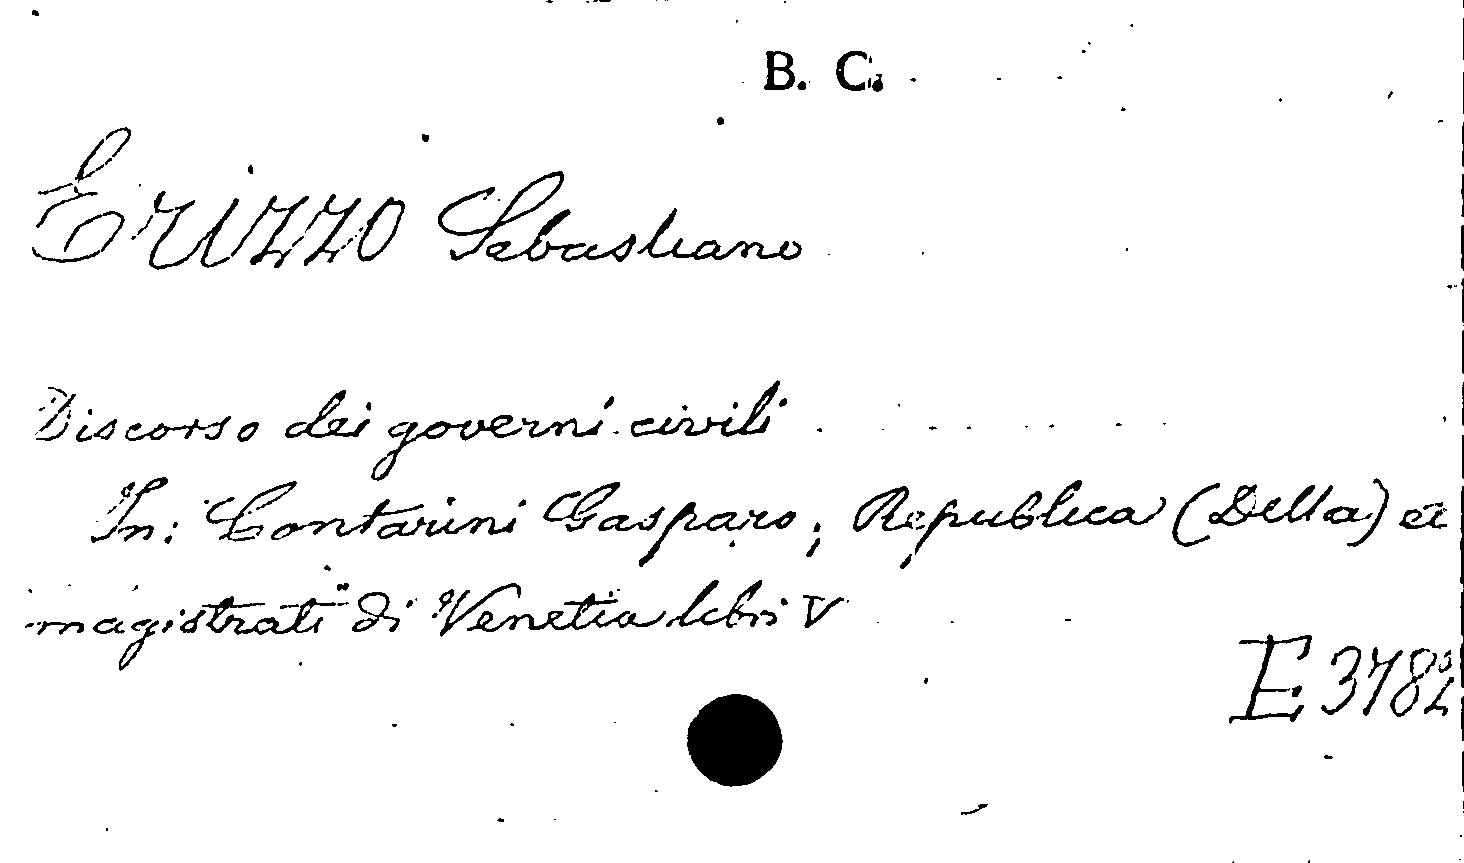 B. C.
Erizzo Sebastiano
Discorso dei governi civili
In: Contarini Gasparo, Republica (Della) et
magistrati di Venetia libri V
E 3782